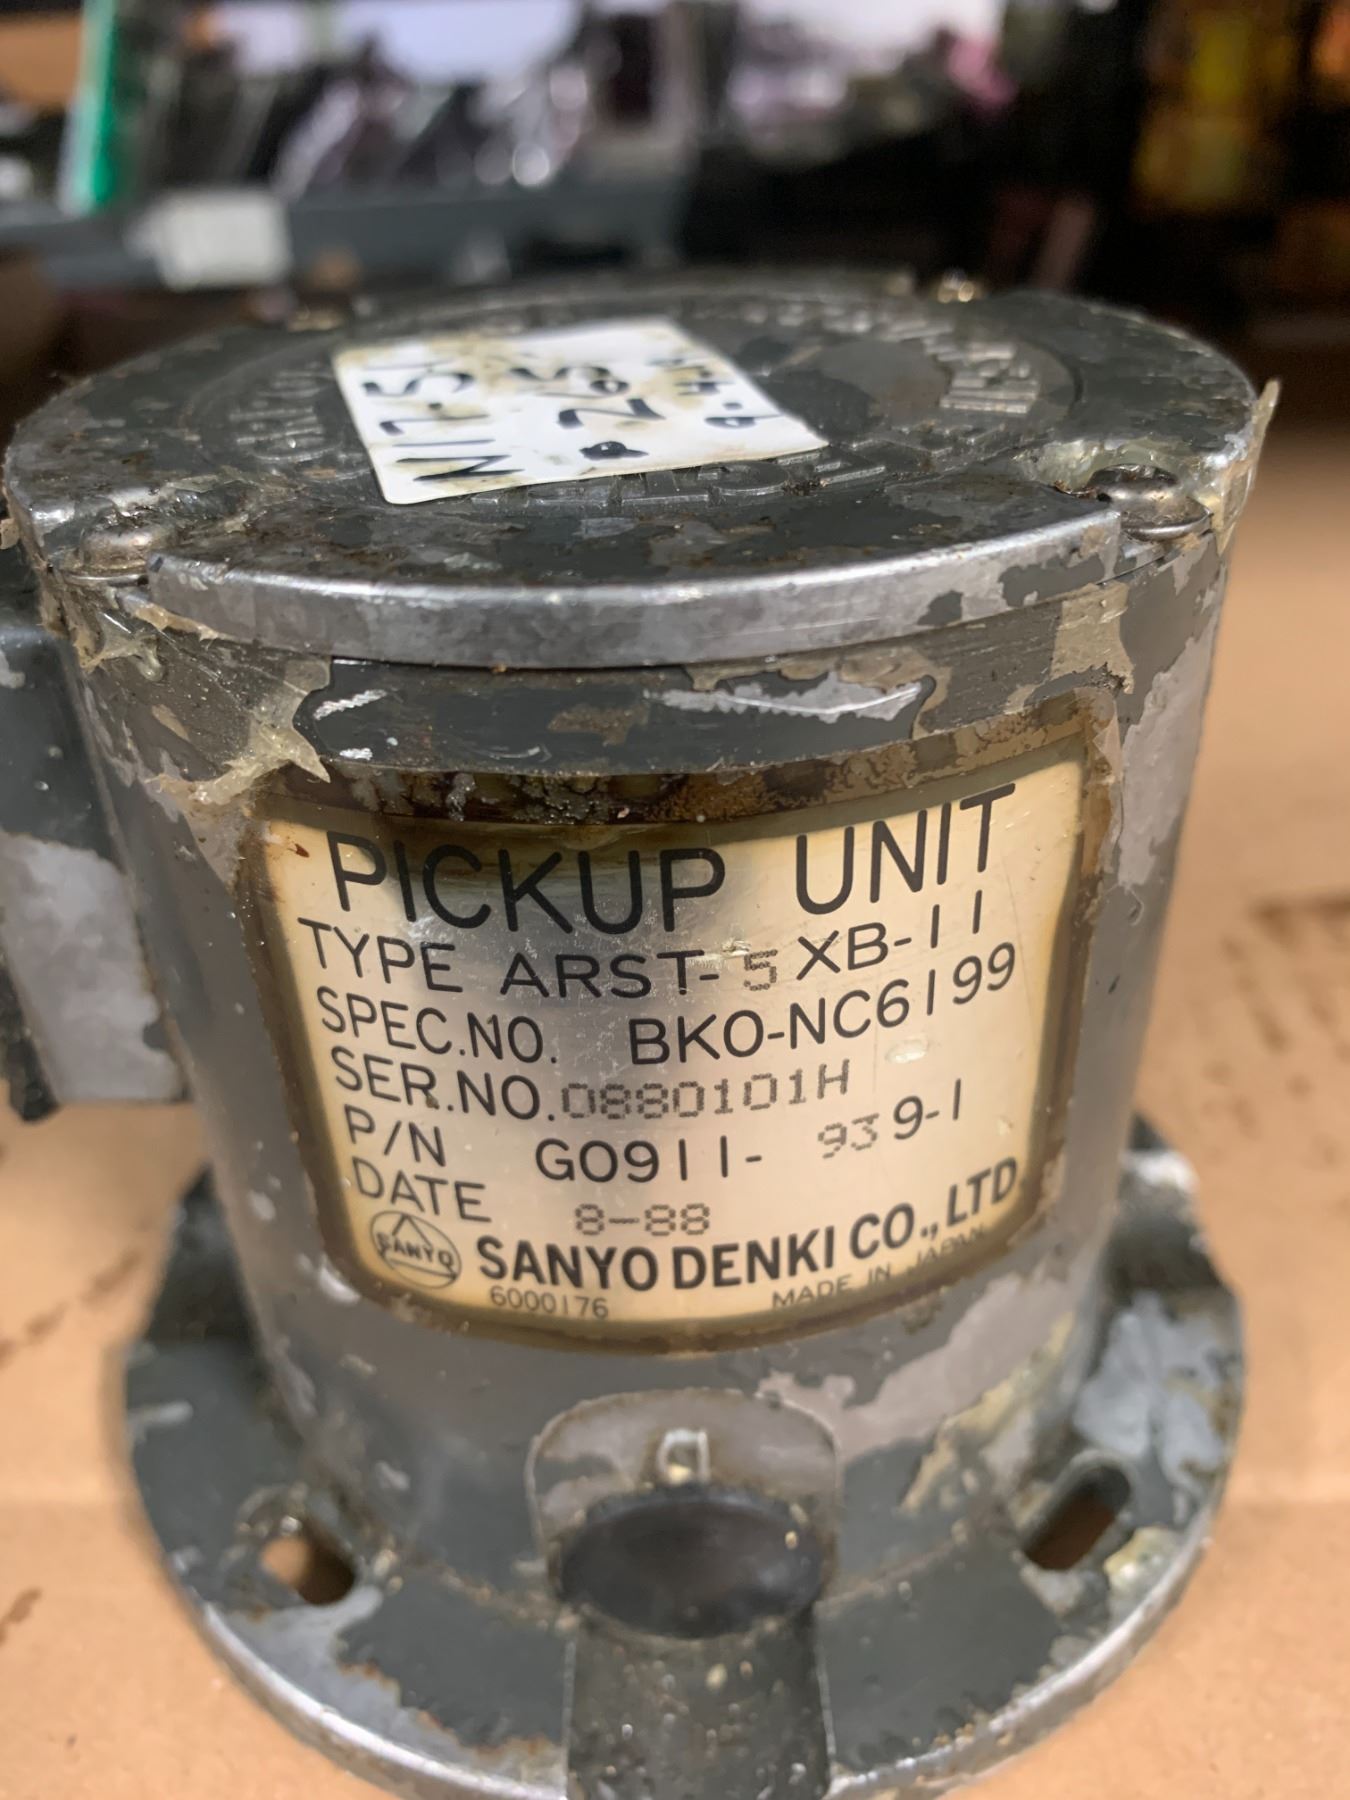 PICKUP UNIT
TYPE ARST-5XB-11
SPEC.NO. BKO-NC6199
SER.NO. 0880101H
P/N G0911-939-1
DATE 8-88
SANYO SANYO DENKI CO., LTD.
6000176 MADE IN JAPAN